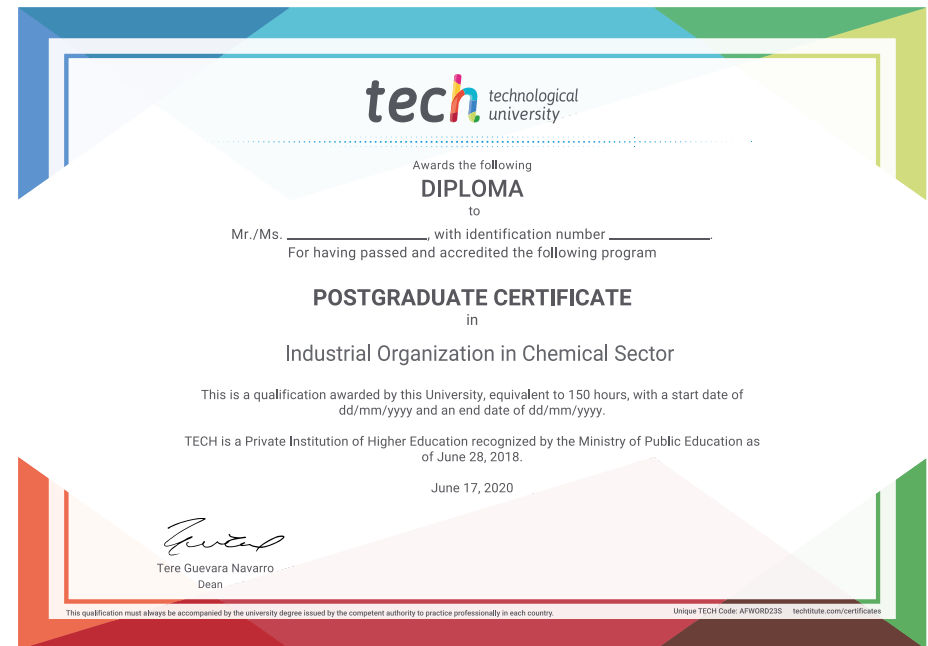 tech technological
university
Awards the following
DIPLOMA
to
Mr./Ms. ____________________, with identification number ______________.
For having passed and accredited the following program
POSTGRADUATE CERTIFICATE
in
Industrial Organization in Chemical Sector
This is a qualification awarded by this University, equivalent to 150 hours, with a start date of
dd/mm/yyyy and an end date of dd/mm/yyyy.
TECH is a Private Institution of Higher Education recognized by the Ministry of Public Education as
of June 28, 2018.
June 17, 2020
Tere Guevara Navarro
Dean
This qualification must always be accompanied by the university degree issued by the competent authority to practice professionally in each country.
Unique TECH Code: AFWORD23S techtitute.com/certificates